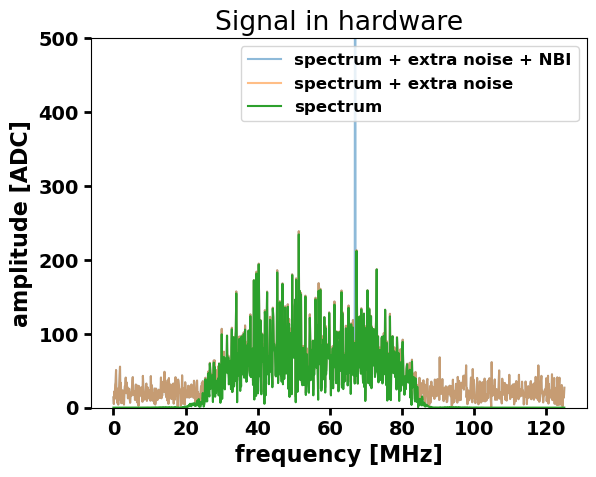 Signal in hardware
500
400
300
200
100
0
amplitude [ADC]
spectrum + extra noise + NBI
spectrum + extra noise
spectrum
0 20 40 60 80 100 120
frequency [MHz]